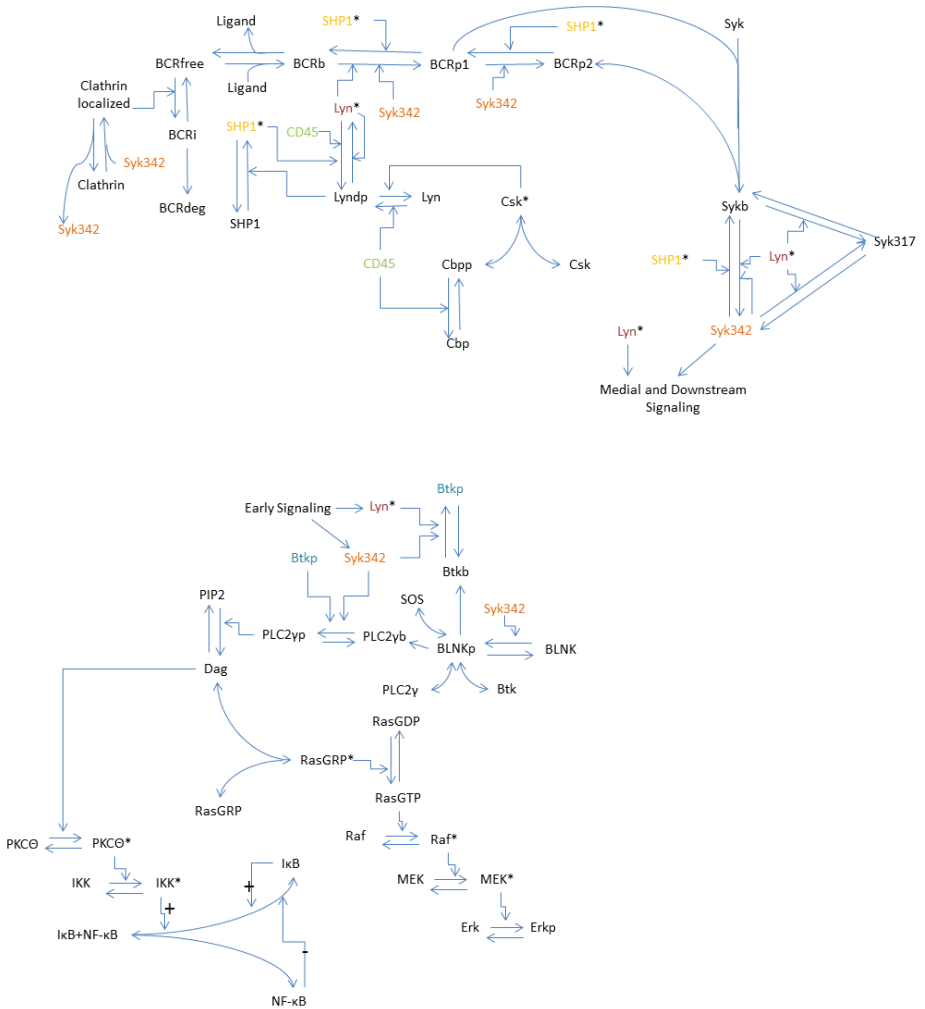 Ligand
SHP1*
SHP1*
Syk
BCRfree
BCRb
BCRp1
BCRp2
Clathrin
localized
Ligand
Lyn*
Syk342
Syk342
SHP1*
CD45
BCRi
Syk342
Clathrin
Lyndp
Lyn
Csk*
BCRdeg
SHP1
Sykb
Syk342
Syk317
CD45
Cbpp
Csk
SHP1*
Lyn*
Cbp
Lyn*
Syk342
Medial and Downstream
Signaling
Btkp
Early Signaling
Lyn*
Btkp
Syk342
Btkb
PIP2
SOS
Syk342
PLC2γp
PLC2γb
BLNKp
BLNK
Dag
PLC2γ
Btk
RasGDP
RasGRP*
RasGRP
RasGTP
Raf
Raf*
PKCΘ
PKCΘ*
IKK
IKK*
IκB
MEK
MEK*
+
+
IκB+NF-κB
Erk
Erkp
-
NF-κB